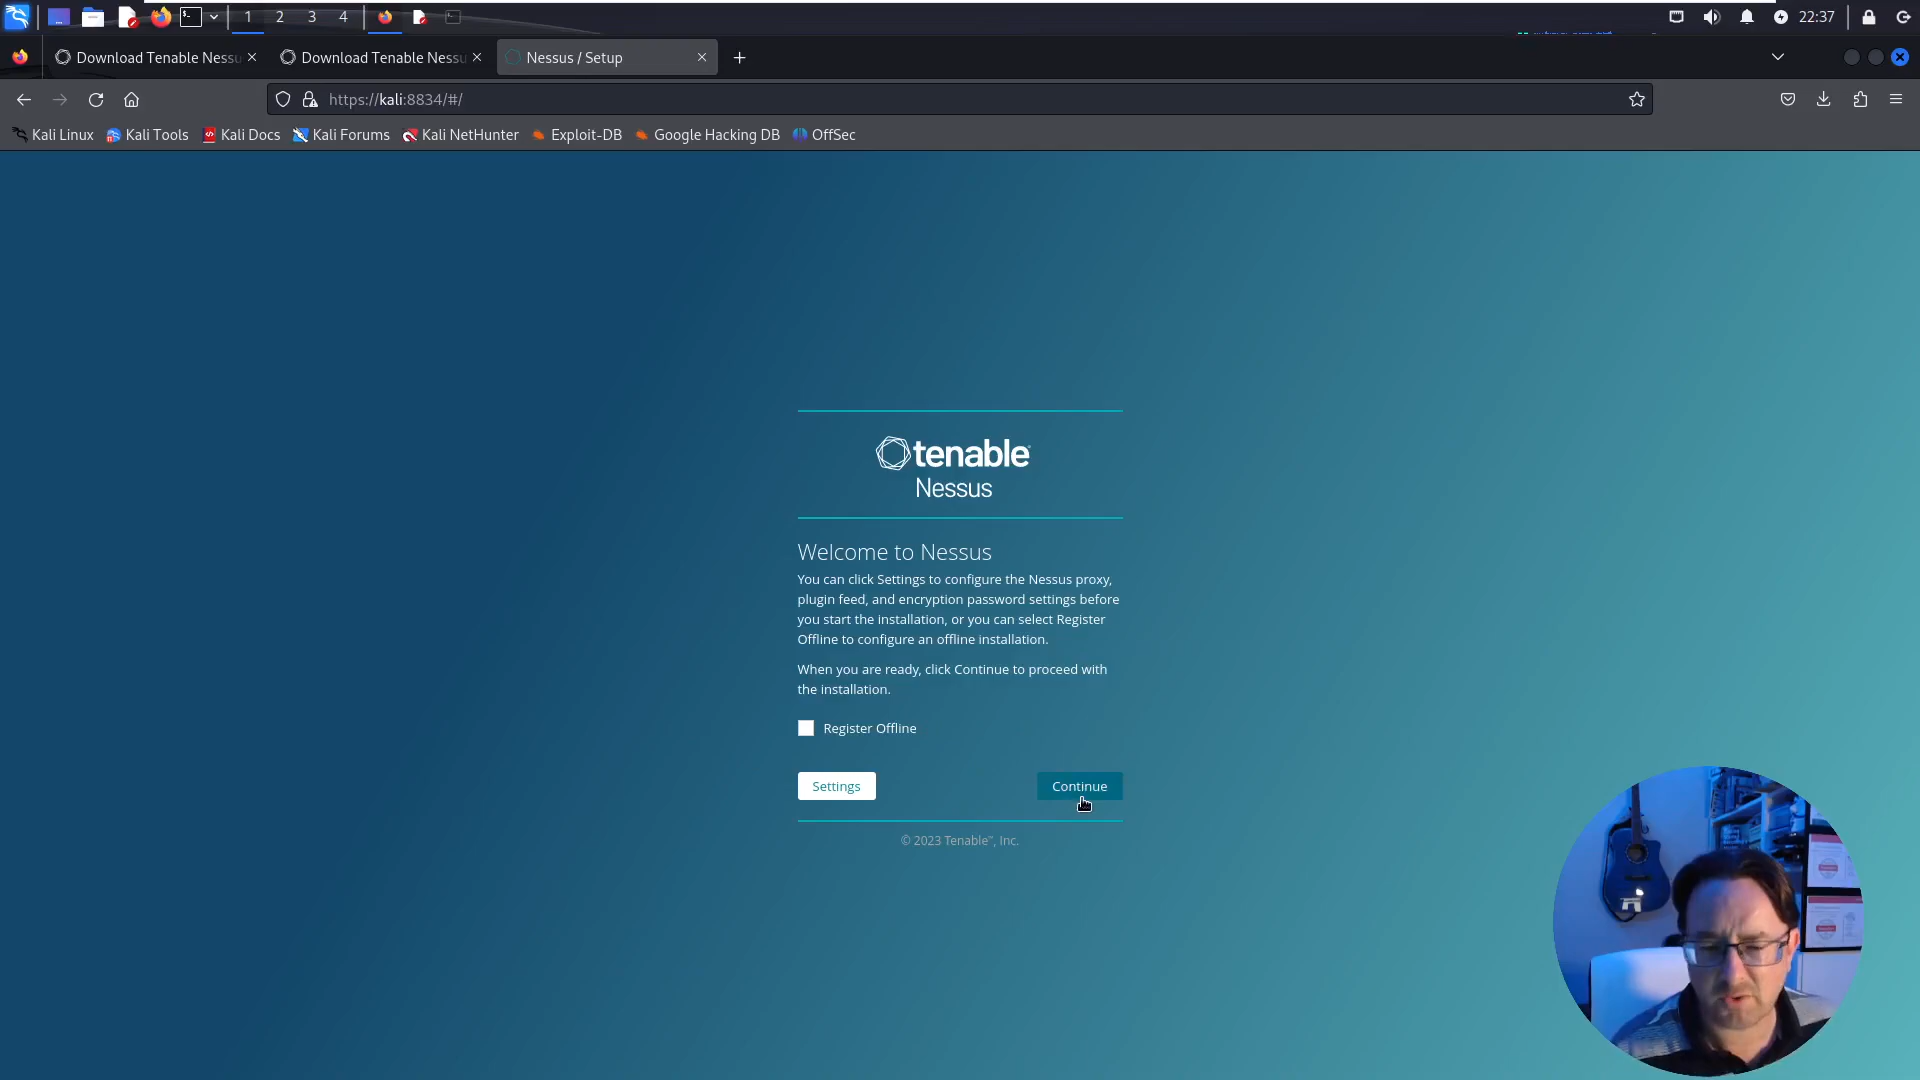 1 2 3 4
22:37
Download Tenable Nessu
Download Tenable Nessu
Nessus / Setup
https://kali:8834/#/
Kali Linux
Kali Tools
Kali Docs
Kali Forums
Kali NetHunter
Exploit-DB
Google Hacking DB
OffSec
tenable
Nessus
Welcome to Nessus
You can click Settings to configure the Nessus proxy,
plugin feed, and encryption password settings before
you start the installation, or you can select Register
Offline to configure an offline installation.
When you are ready, click Continue to proceed with
the installation.
Register Offline
Settings
Continue
© 2023 Tenable™, Inc.